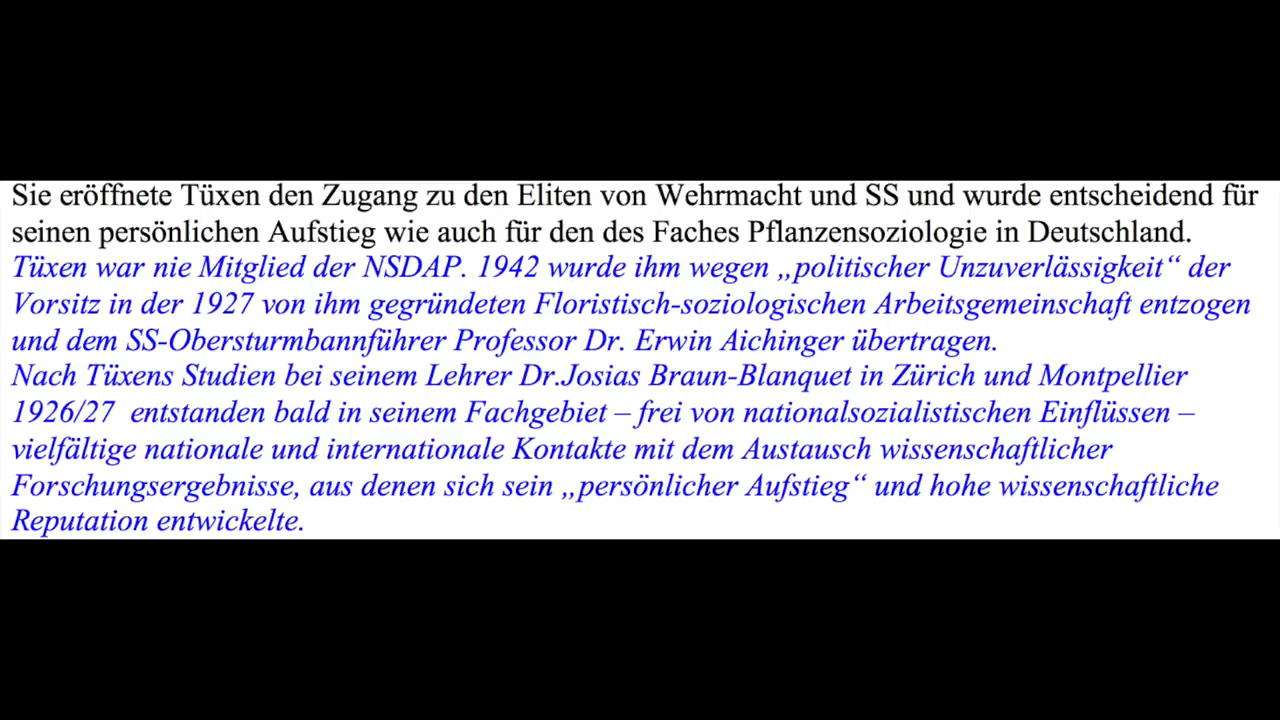 Sie eröffnete Tüxen den Zugang zu den Eliten von Wehrmacht und SS und wurde entscheidend für
seinen persönlichen Aufstieg wie auch für den des Faches Pflanzensoziologie in Deutschland.
Tüxen war nie Mitglied der NSDAP. 1942 wurde ihm wegen „politischer Unzuverlässigkeit“ der
Vorsitz in der 1927 von ihm gegründeten Floristisch-soziologischen Arbeitsgemeinschaft entzogen
und dem SS-Obersturmbannführer Professor Dr. Erwin Aichinger übertragen.
Nach Tüxens Studien bei seinem Lehrer Dr.Josias Braun-Blanquet in Zürich und Montpellier
1926/27  entstanden bald in seinem Fachgebiet – frei von nationalsozialistischen Einflüssen –
vielfältige nationale und internationale Kontakte mit dem Austausch wissenschaftlicher
Forschungsergebnisse, aus denen sich sein „persönlicher Aufstieg“ und hohe wissenschaftliche
Reputation entwickelte.